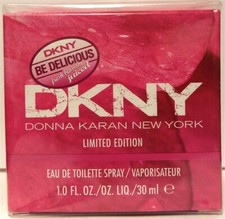 DKNY
BE DELICIOUS
juiced
DKNY
DONNA KARAN NEW YORK
LIMITED EDITION
EAU DE TOILETTE SPRAY / VAPORISATEUR
1.0 FL. OZ./OZ. LIQ./30 ml e